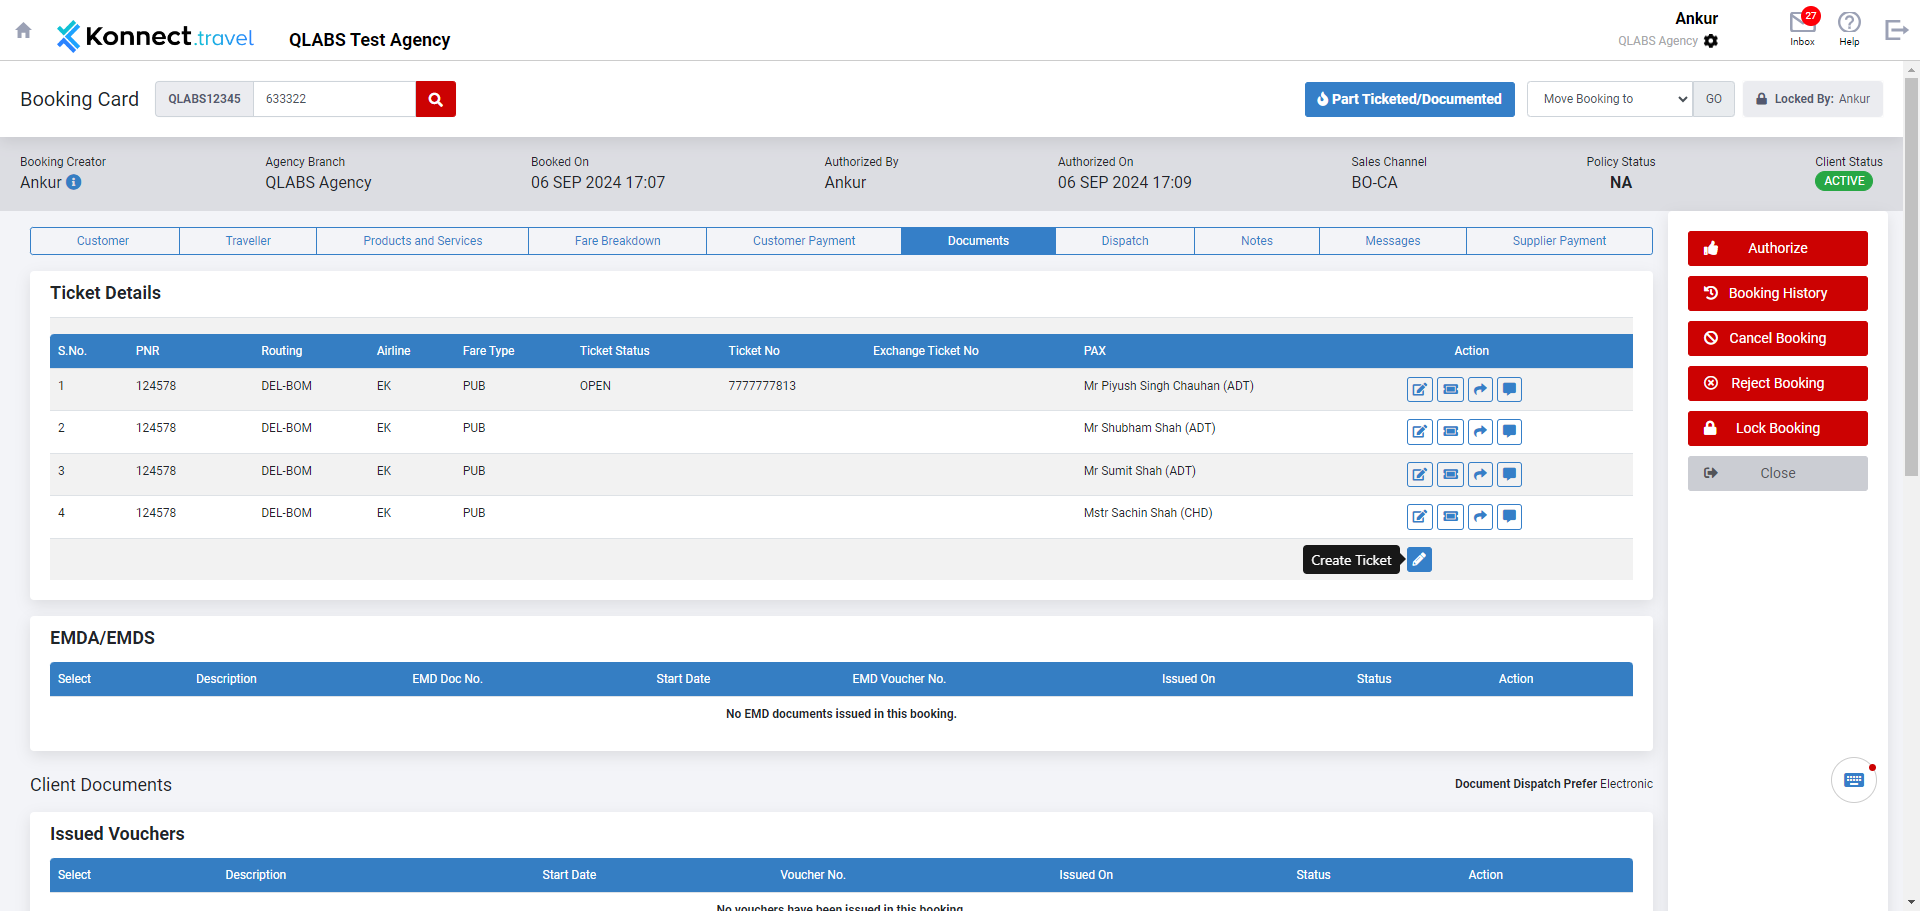 Konnect.travel
QLABS Test Agency
Ankur
QLABS Agency
27
Inbox
Help
Booking Card
QLABS12345
633322
Part Ticketed/Documented
Move Booking to
GO
Locked By: Ankur
Booking Creator
Ankur
Agency Branch
QLABS Agency
Booked On
06 SEP 2024 17:07
Authorized By
Ankur
Authorized On
06 SEP 2024 17:09
Sales Channel
BO-CA
Policy Status
NA
Client Status
ACTIVE
Customer
Traveller
Products and Services
Fare Breakdown
Customer Payment
Documents
Dispatch
Notes
Messages
Supplier Payment
Authorize
Booking History
Cancel Booking
Reject Booking
Lock Booking
Close
Ticket Details
S.No. PNR Routing Airline Fare Type Ticket Status Ticket No Exchange Ticket No PAX Action
1 124578 DEL-BOM EK PUB OPEN 7777777813 Mr Piyush Singh Chauhan (ADT)
2 124578 DEL-BOM EK PUB Mr Shubham Shah (ADT)
3 124578 DEL-BOM EK PUB Mr Sumit Shah (ADT)
4 124578 DEL-BOM EK PUB Mstr Sachin Shah (CHD)
Create Ticket
EMDA/EMDS
Select Description EMD Doc No. Start Date EMD Voucher No. Issued On Status Action
No EMD documents issued in this booking.
Client Documents
Document Dispatch Prefer Electronic
Issued Vouchers
Select Description Start Date Voucher No. Issued On Status Action
No vouchers have been issued in this booking